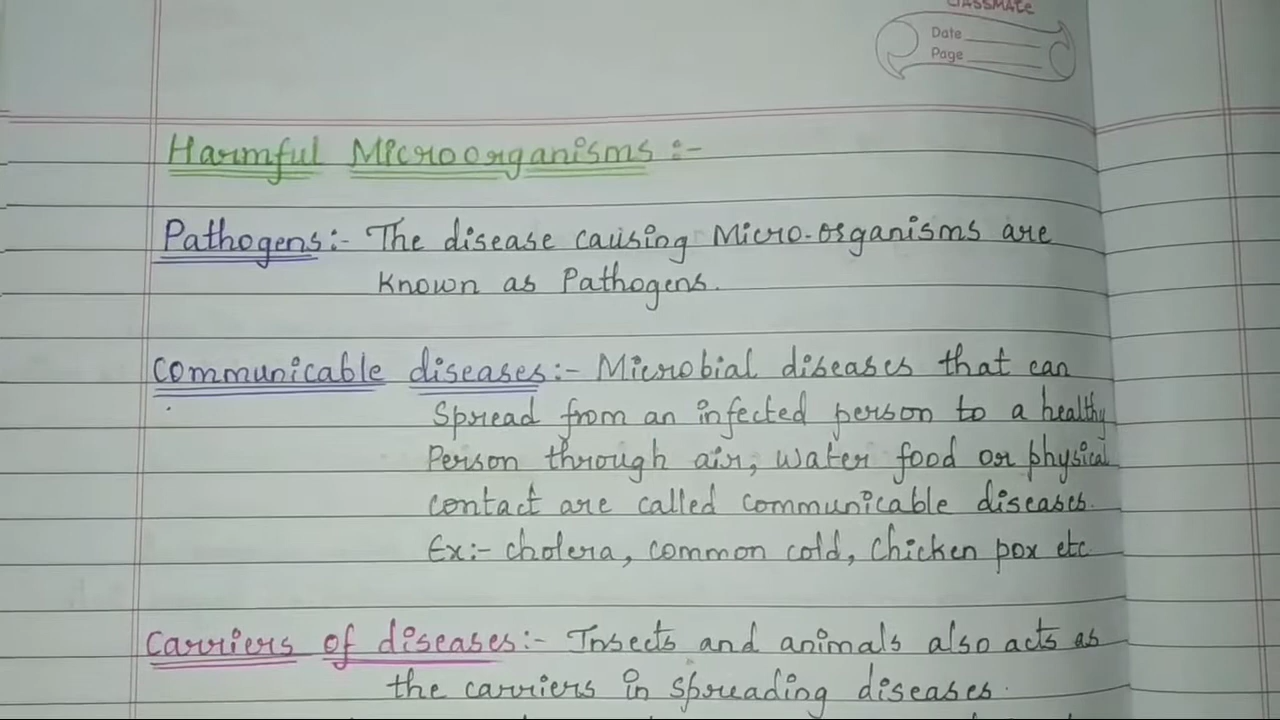 CLASSMATE
Date
Page
Harmful Microorganisms :-
Pathogens:- The disease causing Micro-organisms are
Known as Pathogens.
Communicable diseases:- Microbial diseases that can
Spread from an infected person to a healthy
Person through air, water food or physical
contact are called communicable diseases.
Ex:- cholera, common cold, chicken pox etc
Carriers of diseases:- Insects and animals also acts as
the carriers in spreading diseases.